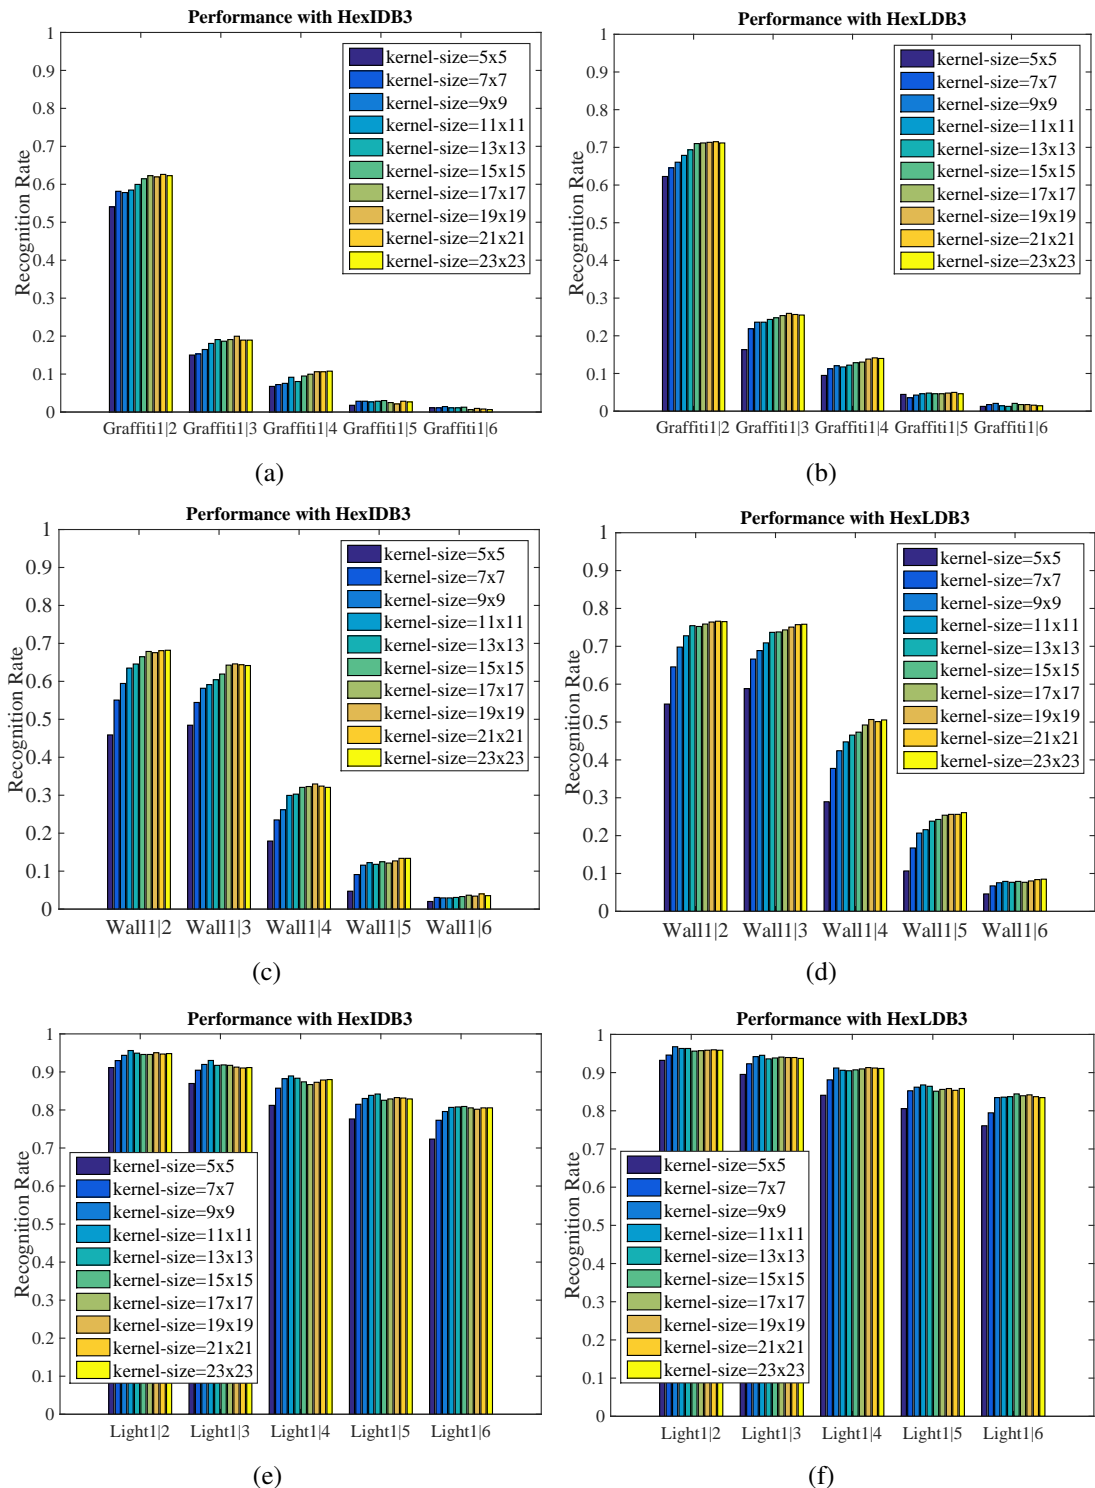 Performance with HexIDB3
1
0.9
0.8
0.7
0.6
0.5
0.4
0.3
0.2
0.1
0
Recognition Rate
kernel-size=5x5
kernel-size=7x7
kernel-size=9x9
kernel-size=11x11
kernel-size=13x13
kernel-size=15x15
kernel-size=17x17
kernel-size=19x19
kernel-size=21x21
kernel-size=23x23
Graffiti1|2 Graffiti1|3 Graffiti1|4 Graffiti1|5 Graffiti1|6
(a)
Performance with HexLDB3
1
0.9
0.8
0.7
0.6
0.5
0.4
0.3
0.2
0.1
0
Recognition Rate
kernel-size=5x5
kernel-size=7x7
kernel-size=9x9
kernel-size=11x11
kernel-size=13x13
kernel-size=15x15
kernel-size=17x17
kernel-size=19x19
kernel-size=21x21
kernel-size=23x23
Graffiti1|2 Graffiti1|3 Graffiti1|4 Graffiti1|5 Graffiti1|6
(b)
Performance with HexIDB3
1
0.9
0.8
0.7
0.6
0.5
0.4
0.3
0.2
0.1
0
Recognition Rate
kernel-size=5x5
kernel-size=7x7
kernel-size=9x9
kernel-size=11x11
kernel-size=13x13
kernel-size=15x15
kernel-size=17x17
kernel-size=19x19
kernel-size=21x21
kernel-size=23x23
Wall1|2 Wall1|3 Wall1|4 Wall1|5 Wall1|6
(c)
Performance with HexLDB3
1
0.9
0.8
0.7
0.6
0.5
0.4
0.3
0.2
0.1
0
Recognition Rate
kernel-size=5x5
kernel-size=7x7
kernel-size=9x9
kernel-size=11x11
kernel-size=13x13
kernel-size=15x15
kernel-size=17x17
kernel-size=19x19
kernel-size=21x21
kernel-size=23x23
Wall1|2 Wall1|3 Wall1|4 Wall1|5 Wall1|6
(d)
Performance with HexIDB3
1
0.9
0.8
0.7
0.6
0.5
0.4
0.3
0.2
0.1
0
Recognition Rate
kernel-size=5x5
kernel-size=7x7
kernel-size=9x9
kernel-size=11x11
kernel-size=13x13
kernel-size=15x15
kernel-size=17x17
kernel-size=19x19
kernel-size=21x21
kernel-size=23x23
Light1|2 Light1|3 Light1|4 Light1|5 Light1|6
(e)
Performance with HexLDB3
1
0.9
0.8
0.7
0.6
0.5
0.4
0.3
0.2
0.1
0
Recognition Rate
kernel-size=5x5
kernel-size=7x7
kernel-size=9x9
kernel-size=11x11
kernel-size=13x13
kernel-size=15x15
kernel-size=17x17
kernel-size=19x19
kernel-size=21x21
kernel-size=23x23
Light1|2 Light1|3 Light1|4 Light1|5 Light1|6
(f)